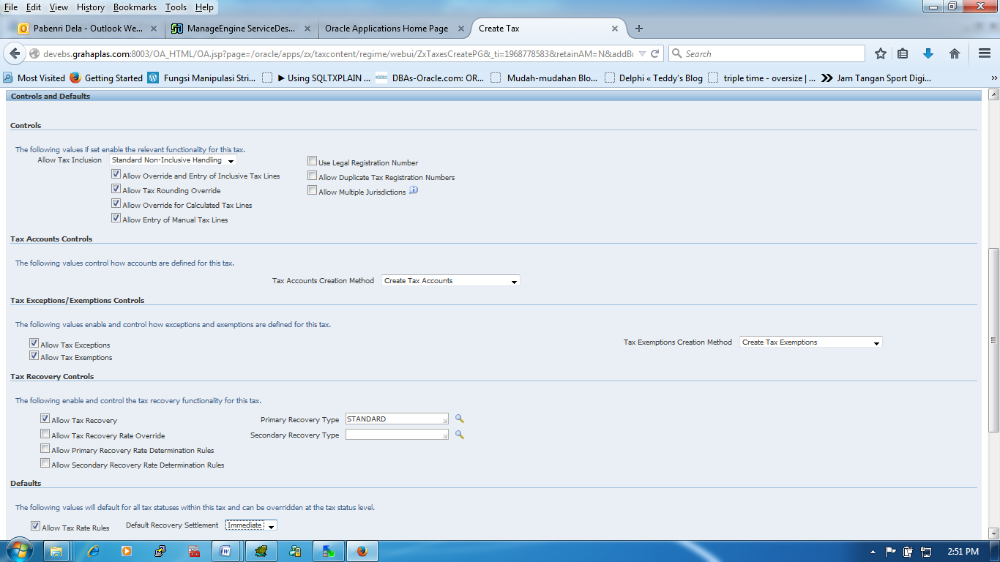 File Edit View History Bookmarks Tools Help
Pabenri Dela - Outlook We... × ManageEngine ServiceDes... × Oracle Applications Home Page × Create Tax × +
devebs.grahaplas.com:8003/OA_HTML/OA.jsp?page=/oracle/apps/zx/taxcontent/regime/webui/ZxTaxesCreatePG&_ti=1968778583&retainAM=N&addBr Search
Most Visited Getting Started Fungsi Manipulasi Stri... Using SQLTXPLAIN ... DBAs-Oracle.com: OR... Mudah-mudahan Blo... Delphi « Teddy's Blog triple time - oversize | ... Jam Tangan Sport Digi... »
Controls and Defaults
Controls
The following values if set enable the relevant functionality for this tax.
Allow Tax Inclusion Standard Non-Inclusive Handling Use Legal Registration Number
Allow Override and Entry of Inclusive Tax Lines Allow Duplicate Tax Registration Numbers
Allow Tax Rounding Override Allow Multiple Jurisdictions
Allow Override for Calculated Tax Lines
Allow Entry of Manual Tax Lines
Tax Accounts Controls
The following values control how accounts are defined for this tax.
Tax Accounts Creation Method Create Tax Accounts
Tax Exceptions/Exemptions Controls
The following values enable and control how exceptions and exemptions are defined for this tax.
Allow Tax Exceptions Tax Exemptions Creation Method Create Tax Exemptions
Allow Tax Exemptions
Tax Recovery Controls
The following enable and control the tax recovery functionality for this tax.
Allow Tax Recovery Primary Recovery Type STANDARD
Allow Tax Recovery Rate Override Secondary Recovery Type
Allow Primary Recovery Rate Determination Rules
Allow Secondary Recovery Rate Determination Rules
Defaults
The following values will default for all tax statuses within this tax and can be overridden at the tax status level.
Allow Tax Rate Rules Default Recovery Settlement Immediate
2:51 PM